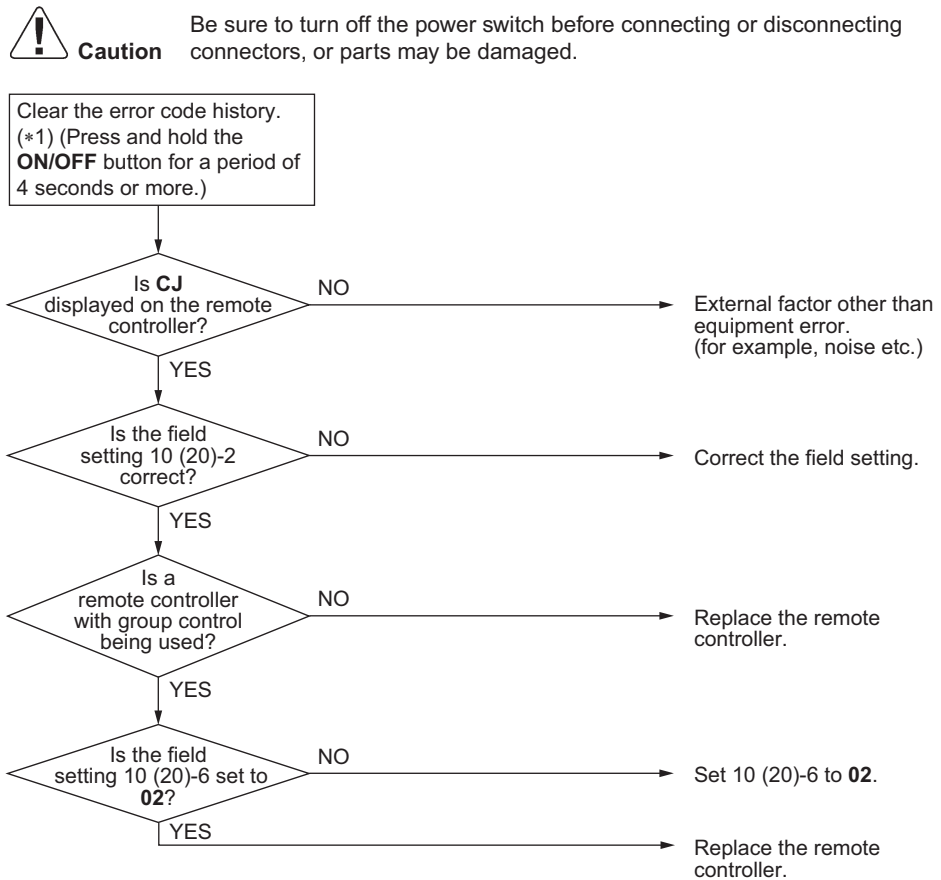 Caution
Be sure to turn off the power switch before connecting or disconnecting
connectors, or parts may be damaged.
Clear the error code history.
(*1) (Press and hold the
ON/OFF button for a period of
4 seconds or more.)
Is CJ
displayed on the remote
controller?
NO
External factor other than
equipment error.
(for example, noise etc.)
YES
Is the field
setting 10 (20)-2
correct?
NO
Correct the field setting.
YES
Is a
remote controller
with group control
being used?
NO
Replace the remote
controller.
YES
Is the field
setting 10 (20)-6 set to
02?
NO
Set 10 (20)-6 to 02.
YES
Replace the remote
controller.